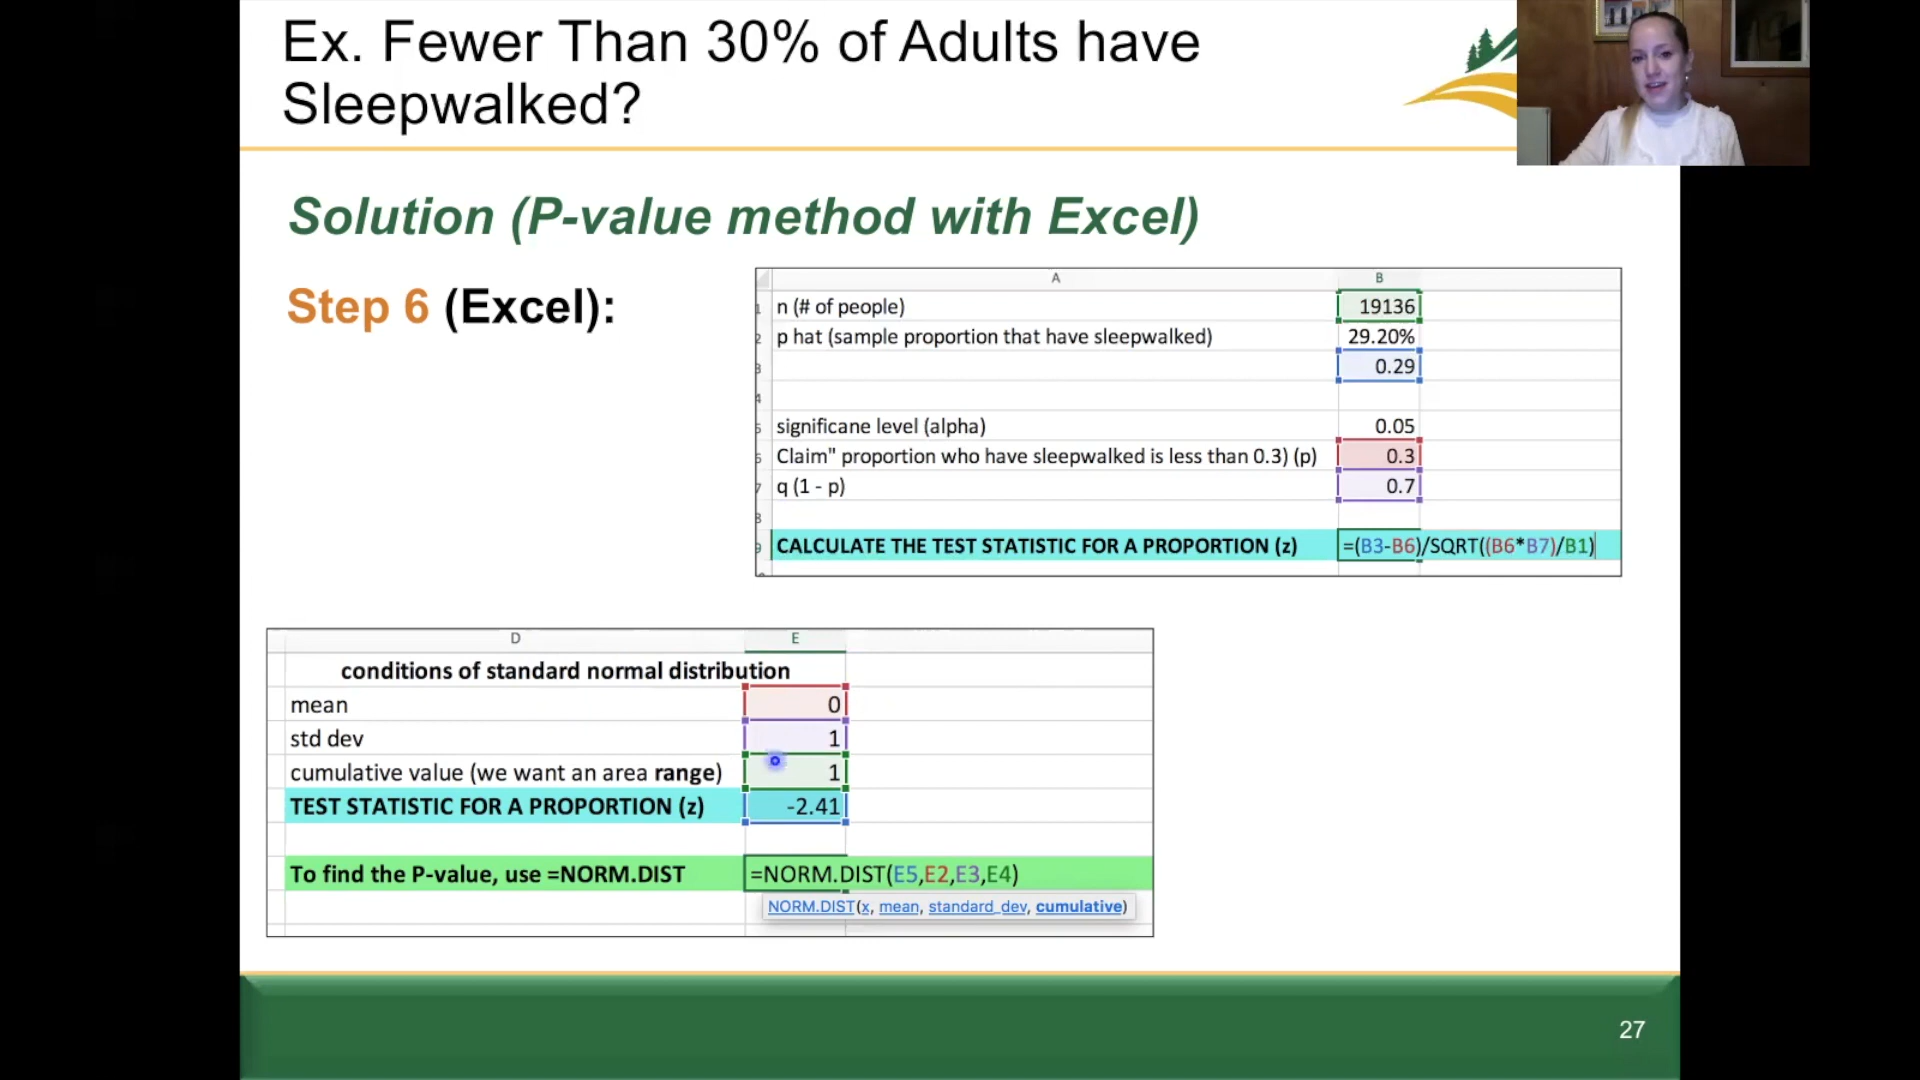 Ex. Fewer Than 30% of Adults have
Sleepwalked?
Solution (P-value method with Excel)
Step 6 (Excel):
A B
1 n (# of people) 19136
2 p hat (sample proportion that have sleepwalked) 29.20%
3 0.29
4
5 significane level (alpha) 0.05
6 Claim" proportion who have sleepwalked is less than 0.3) (p) 0.3
7 q (1 - p) 0.7
8
9 CALCULATE THE TEST STATISTIC FOR A PROPORTION (z) =(B3-B6)/SQRT((B6*B7)/B1)
D E
conditions of standard normal distribution
mean 0
std dev 1
cumulative value (we want an area range) 1
TEST STATISTIC FOR A PROPORTION (z) -2.41
To find the P-value, use =NORM.DIST =NORM.DIST(E5,E2,E3,E4)
NORM.DIST(x, mean, standard_dev, cumulative)
27